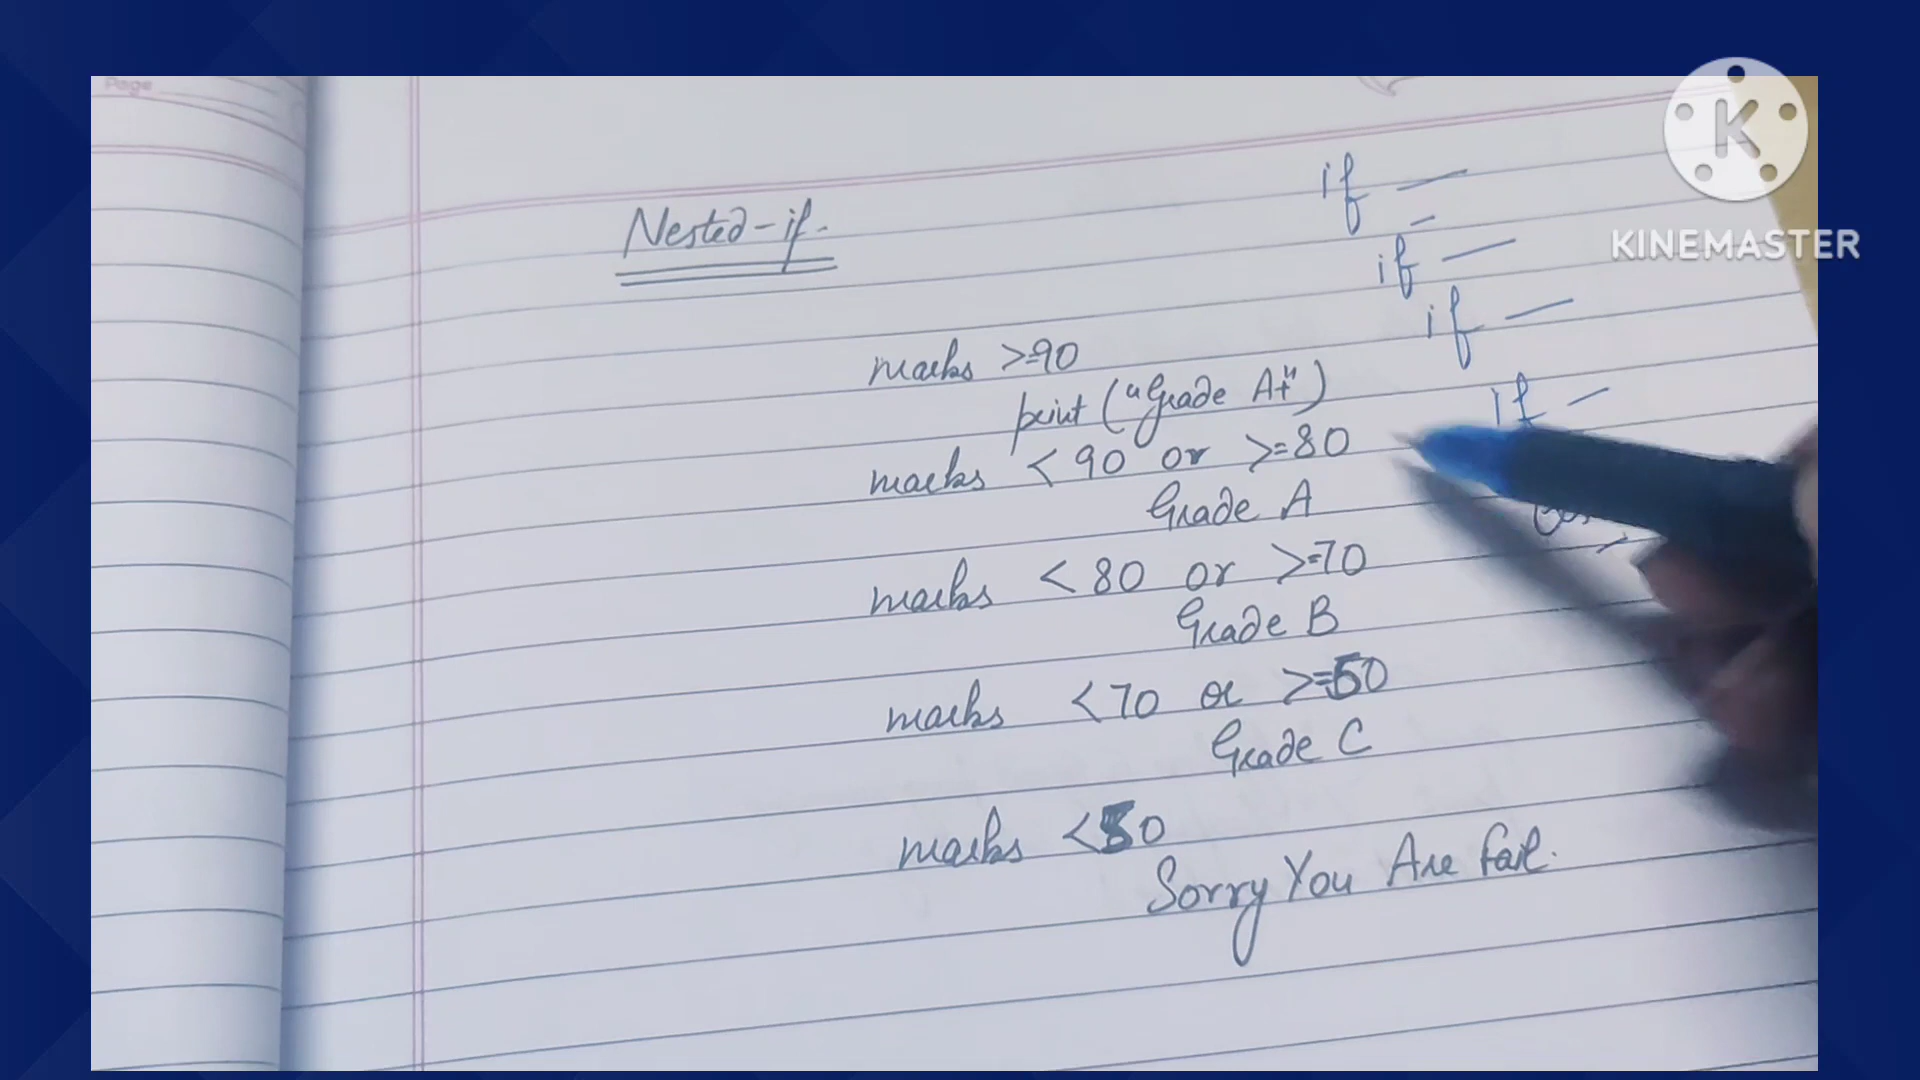 Page
Nested-if.
if —
if —
if —
if —
marks >=90
print ("Grade A+")
marks < 90 or >=80
Grade A
marks < 80 or >=70
Grade B
marks < 70 or >=50
Grade C
marks <50
Sorry You Are Fail.
KINEMASTER